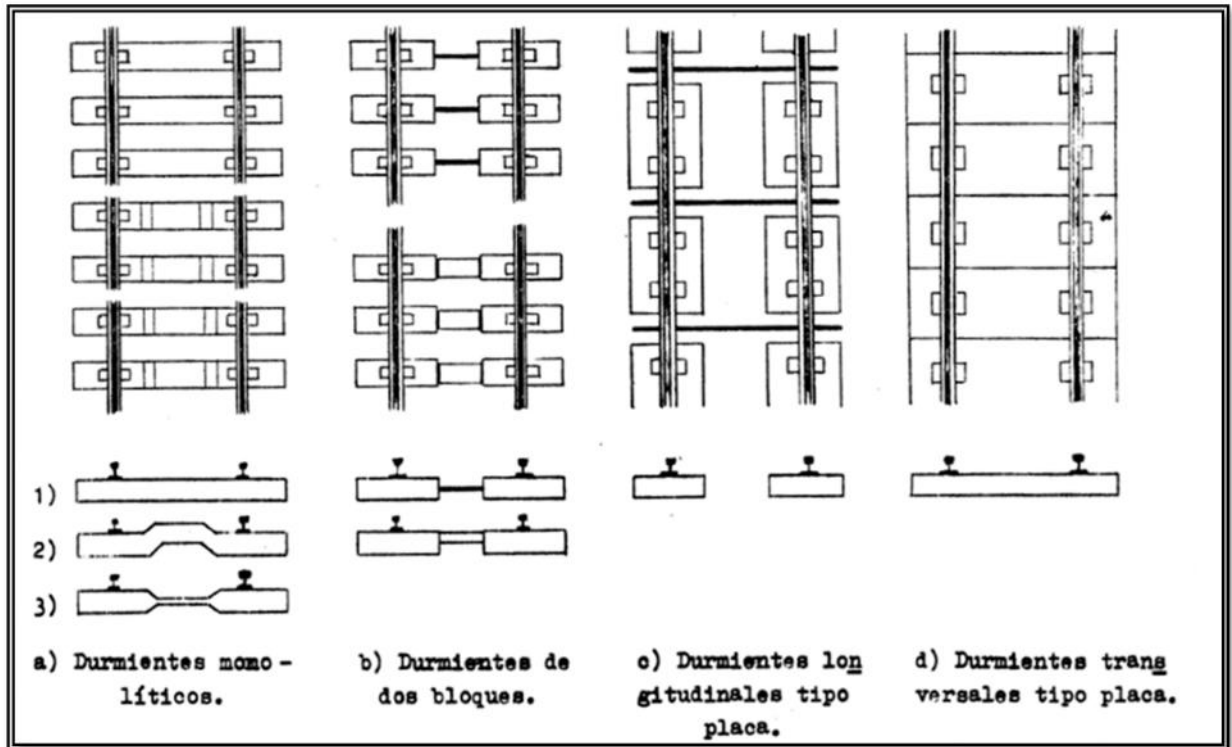 1)
2)
3)
a) Durmientes momo-
líticos.
b) Durmientes de
dos bloques.
c) Durmientes lon
gitudinales tipo
placa.
d) Durmientes trans
versales tipo placa.